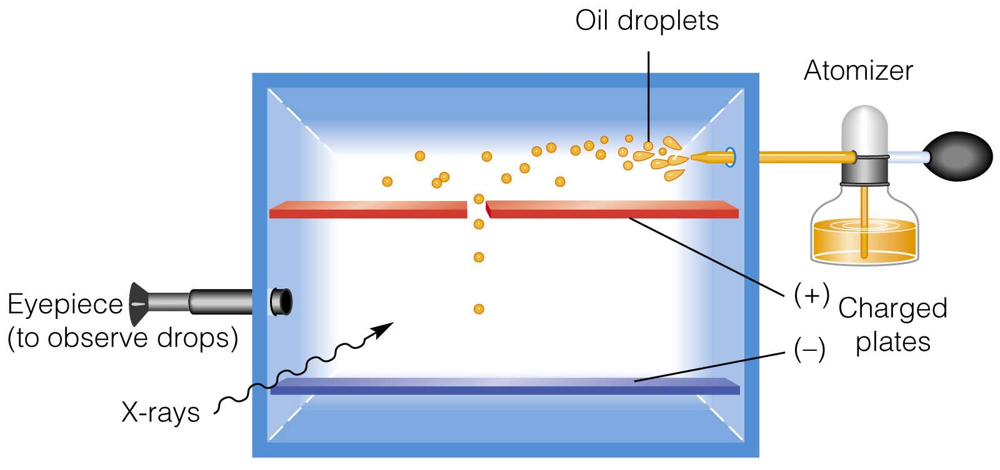 Oil droplets
Atomizer
Eyepiece
(to observe drops)
(+)
Charged
plates
(–)
X-rays